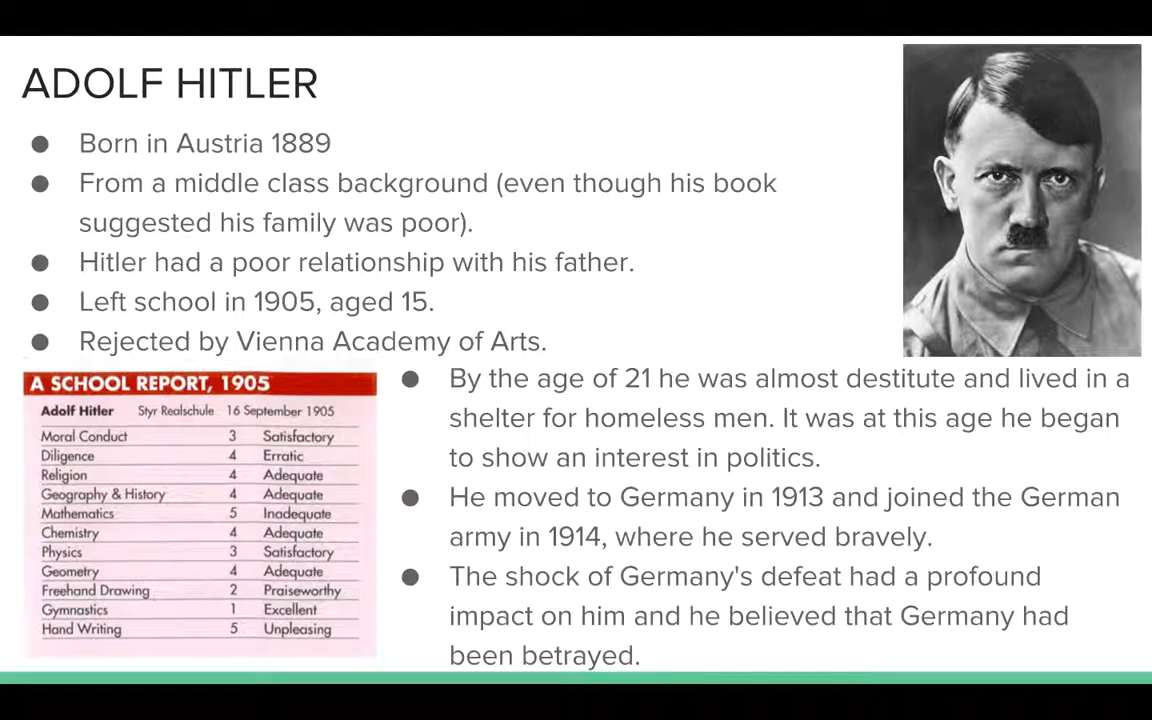 ADOLF HITLER
● Born in Austria 1889
● From a middle class background (even though his book
suggested his family was poor).
● Hitler had a poor relationship with his father.
● Left school in 1905, aged 15.
● Rejected by Vienna Academy of Arts.
A SCHOOL REPORT, 1905
Adolf Hitler Styr Realschule 16 September 1905
Moral Conduct 3 Satisfactory
Diligence 4 Erratic
Religion 4 Adequate
Geography & History 4 Adequate
Mathematics 5 Inadequate
Chemistry 4 Adequate
Physics 3 Satisfactory
Geometry 4 Adequate
Freehand Drawing 2 Praiseworthy
Gymnastics 1 Excellent
Hand Writing 5 Unpleasing
● By the age of 21 he was almost destitute and lived in a
shelter for homeless men. It was at this age he began
to show an interest in politics.
● He moved to Germany in 1913 and joined the German
army in 1914, where he served bravely.
● The shock of Germany's defeat had a profound
impact on him and he believed that Germany had
been betrayed.